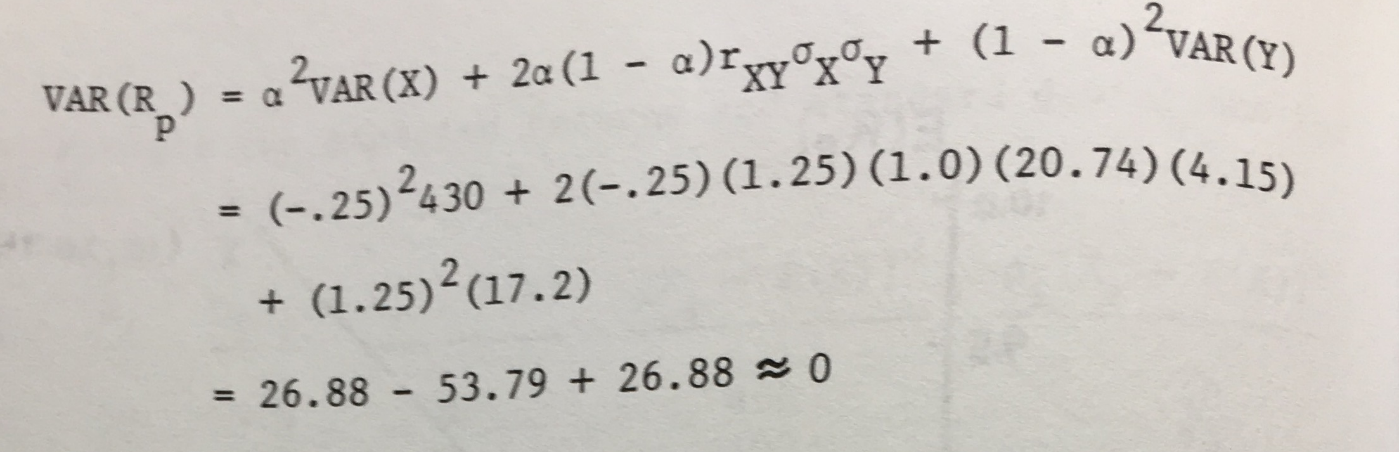 VAR(R_p) = α²VAR(X) + 2α(1 - α)r_XYσ_Xσ_Y + (1 - α)²VAR(Y)
= (-.25)²430 + 2(-.25)(1.25)(1.0)(20.74)(4.15)
+ (1.25)²(17.2)
= 26.88 - 53.79 + 26.88 ≈ 0